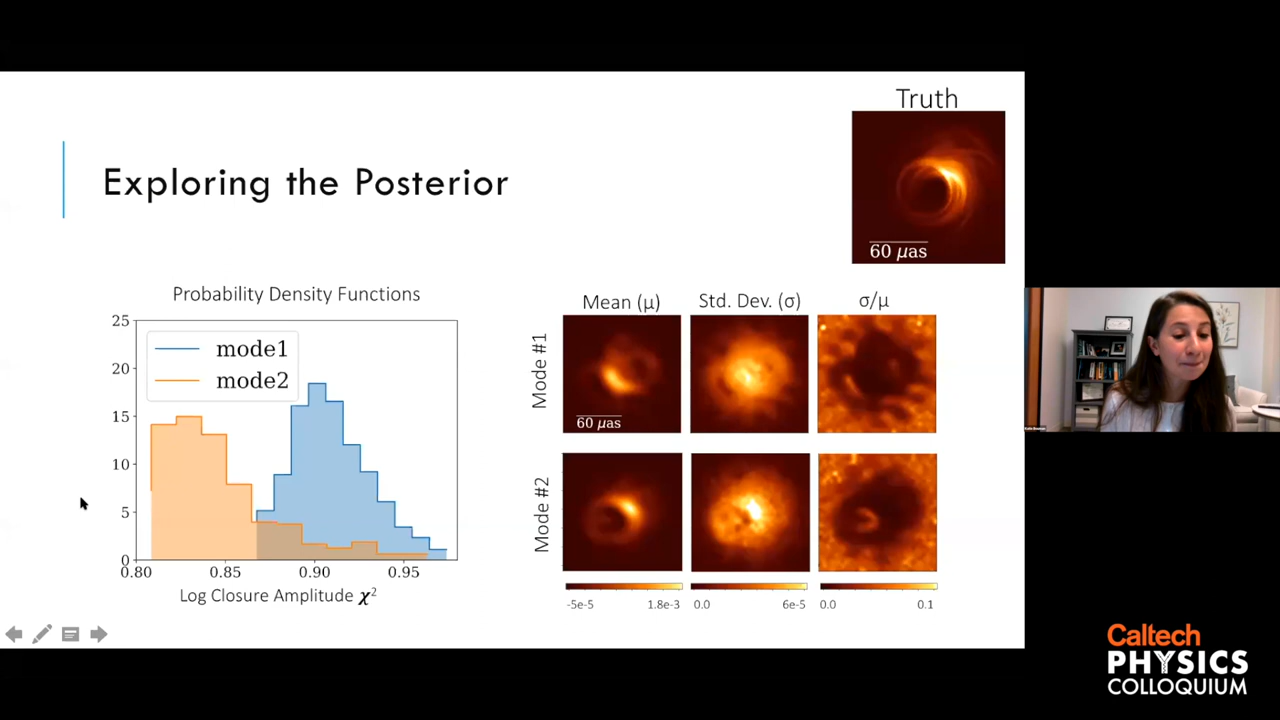 Truth
60 μas
Exploring the Posterior
Probability Density Functions
25
20
15
10
5
0
mode1
mode2
0.80 0.85 0.90 0.95
Log Closure Amplitude χ²
Mean (μ) Std. Dev. (σ) σ/μ
Mode #1
60 μas
Mode #2
-5e-5 1.8e-3 0.0 6e-5 0.0 0.1
Caltech
PHYSICS
COLLOQUIUM